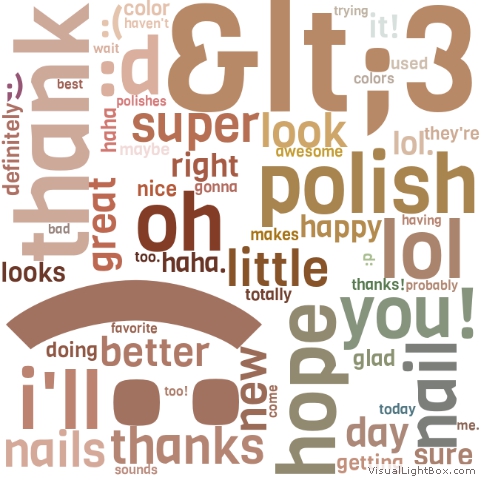 thank
:)
color
haven't
wait
:d
&lt;3
trying
it!
used
colors
best
definitely
:)
polishes
haha
maybe
super
look
awesome
lol.
they're
right
nice
gonna
polish
great
bad
oh
makes
happy
having
lol
looks
too.
haha.
little
totally
:p
thanks!
probably
you!
:)
favorite
doing
better
i'll
too!
new
come
hope
glad
nail
today
me.
day
nails
thanks
sounds
getting
sure
VisualLightBox.com